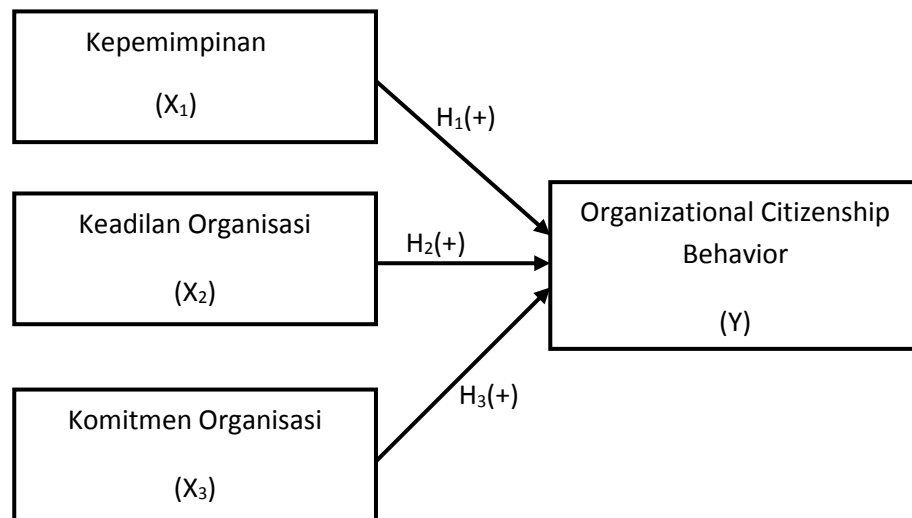 Kepemimpinan
(X₁)
H₁(+)
Keadilan Organisasi
(X₂)
H₂(+)
Organizational Citizenship
Behavior
(Y)
Komitmen Organisasi
(X₃)
H₃(+)